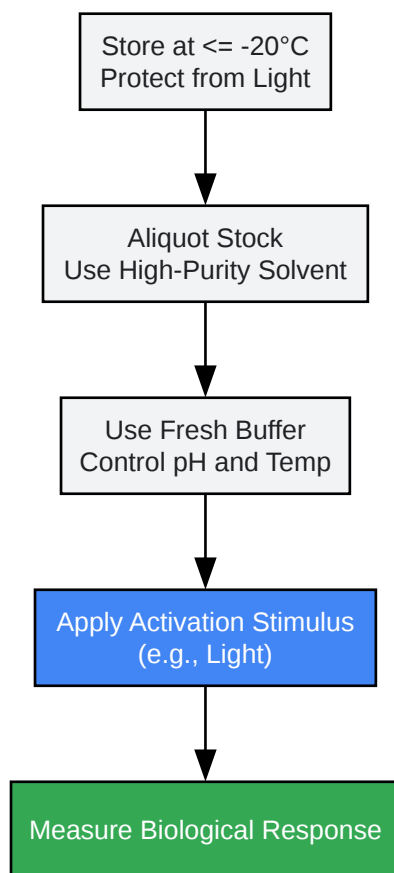 Store at <= -20°C
Protect from Light
Aliquot Stock
Use High-Purity Solvent
Use Fresh Buffer
Control pH and Temp
Apply Activation Stimulus
(e.g., Light)
Measure Biological Response